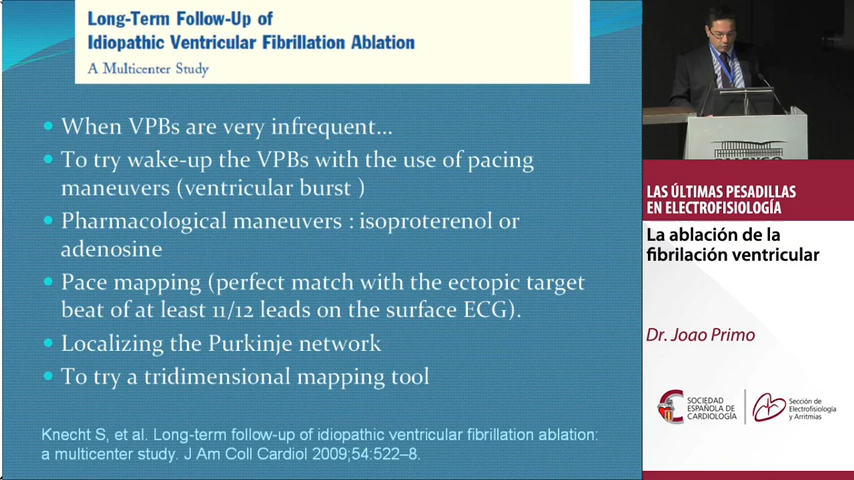 Long-Term Follow-Up of
Idiopathic Ventricular Fibrillation Ablation
A Multicenter Study
• When VPBs are very infrequent...
• To try wake-up the VPBs with the use of pacing
maneuvers (ventricular burst )
• Pharmacological maneuvers : isoproterenol or
adenosine
• Pace mapping (perfect match with the ectopic target
beat of at least 11/12 leads on the surface ECG).
• Localizing the Purkinje network
• To try a tridimensional mapping tool
Knecht S, et al. Long-term follow-up of idiopathic ventricular fibrillation ablation:
a multicenter study. J Am Coll Cardiol 2009;54:522–8.
LAS ÚLTIMAS PESADILLAS
EN ELECTROFISIOLOGÍA
La ablación de la
fibrilación ventricular
Dr. Joao Primo
SOCIEDAD
ESPAÑOLA DE
CARDIOLOGÍA
Sección de
Electrofisiología
y Arritmias